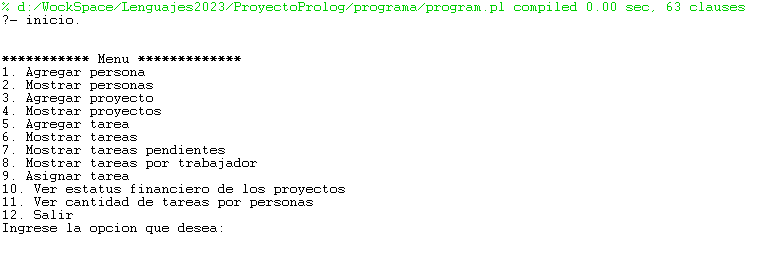 % d:/WockSpace/Lenguajes2023/ProyectoProlog/programa/program.pl compiled 0.00 sec, 63 clauses
?- inicio.
*********** Menu *************
1. Agregar persona
2. Mostrar personas
3. Agregar proyecto
4. Mostrar proyectos
5. Agregar tarea
6. Mostrar tareas
7. Mostrar tareas pendientes
8. Mostrar tareas por trabajador
9. Asignar tarea
10. Ver estatus financiero de los proyectos
11. Ver cantidad de tareas por personas
12. Salir
Ingrese la opcion que desea: